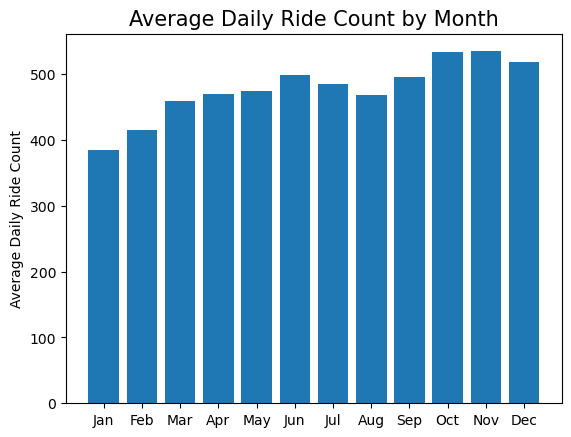 Average Daily Ride Count by Month
Average Daily Ride Count
500
400
300
200
100
0
Jan Feb Mar Apr May Jun Jul Aug Sep Oct Nov Dec